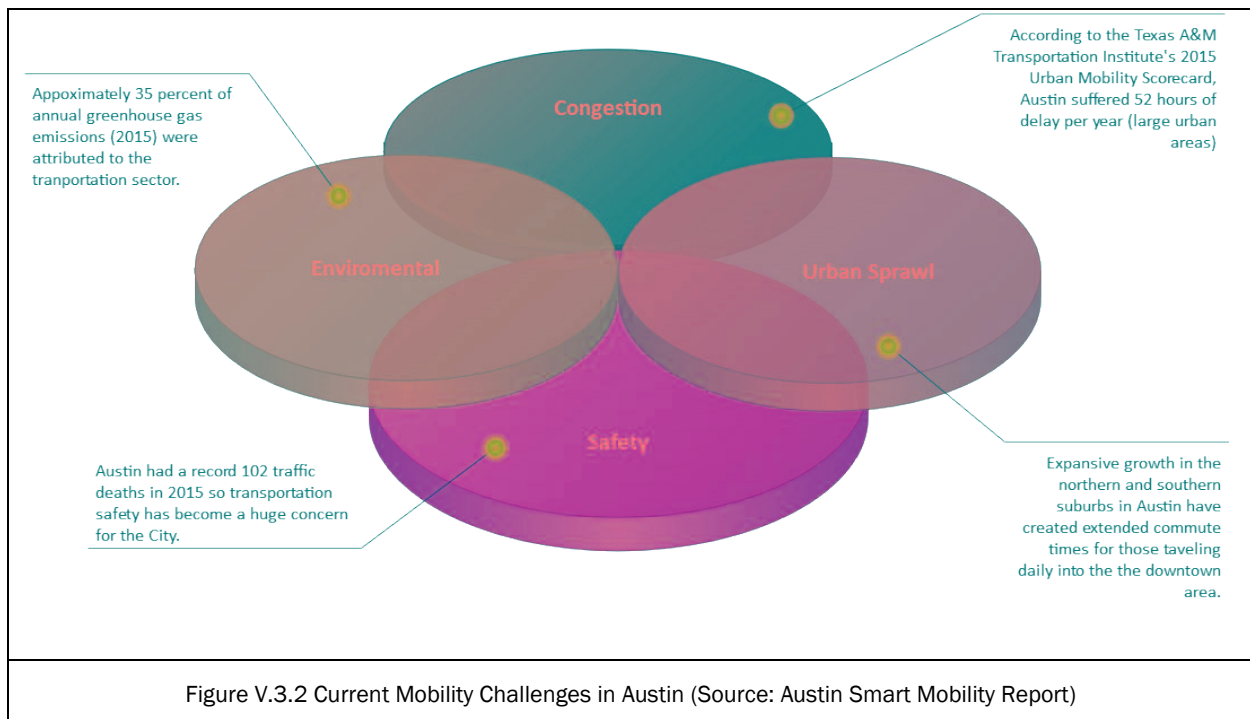 Appoximately 35 percent of
annual greenhouse gas
emissions (2015) were
attributed to the
tranportation sector.
Congestion
According to the Texas A&M
Transportation Institute's 2015
Urban Mobility Scorecard,
Austin suffered 52 hours of
delay per year (large urban
areas)
Enviromental
Urban Sprawl
Safety
Austin had a record 102 traffic
deaths in 2015 so transportation
safety has become a huge concern
for the City.
Expansive growth in the
northern and southern
suburbs in Austin have
created extended commute
times for those taveling
daily into the the downtown
area.
Figure V.3.2 Current Mobility Challenges in Austin (Source: Austin Smart Mobility Report)